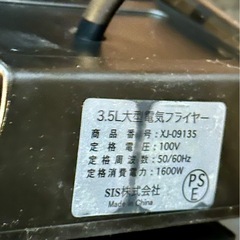 3.5L大型電気フライヤー
商品番号：XJ-09135
定格電圧：100V
定格周波数：50/60Hz
定格消費電力：1600W
SIS株式会社
Made in China
PS
E